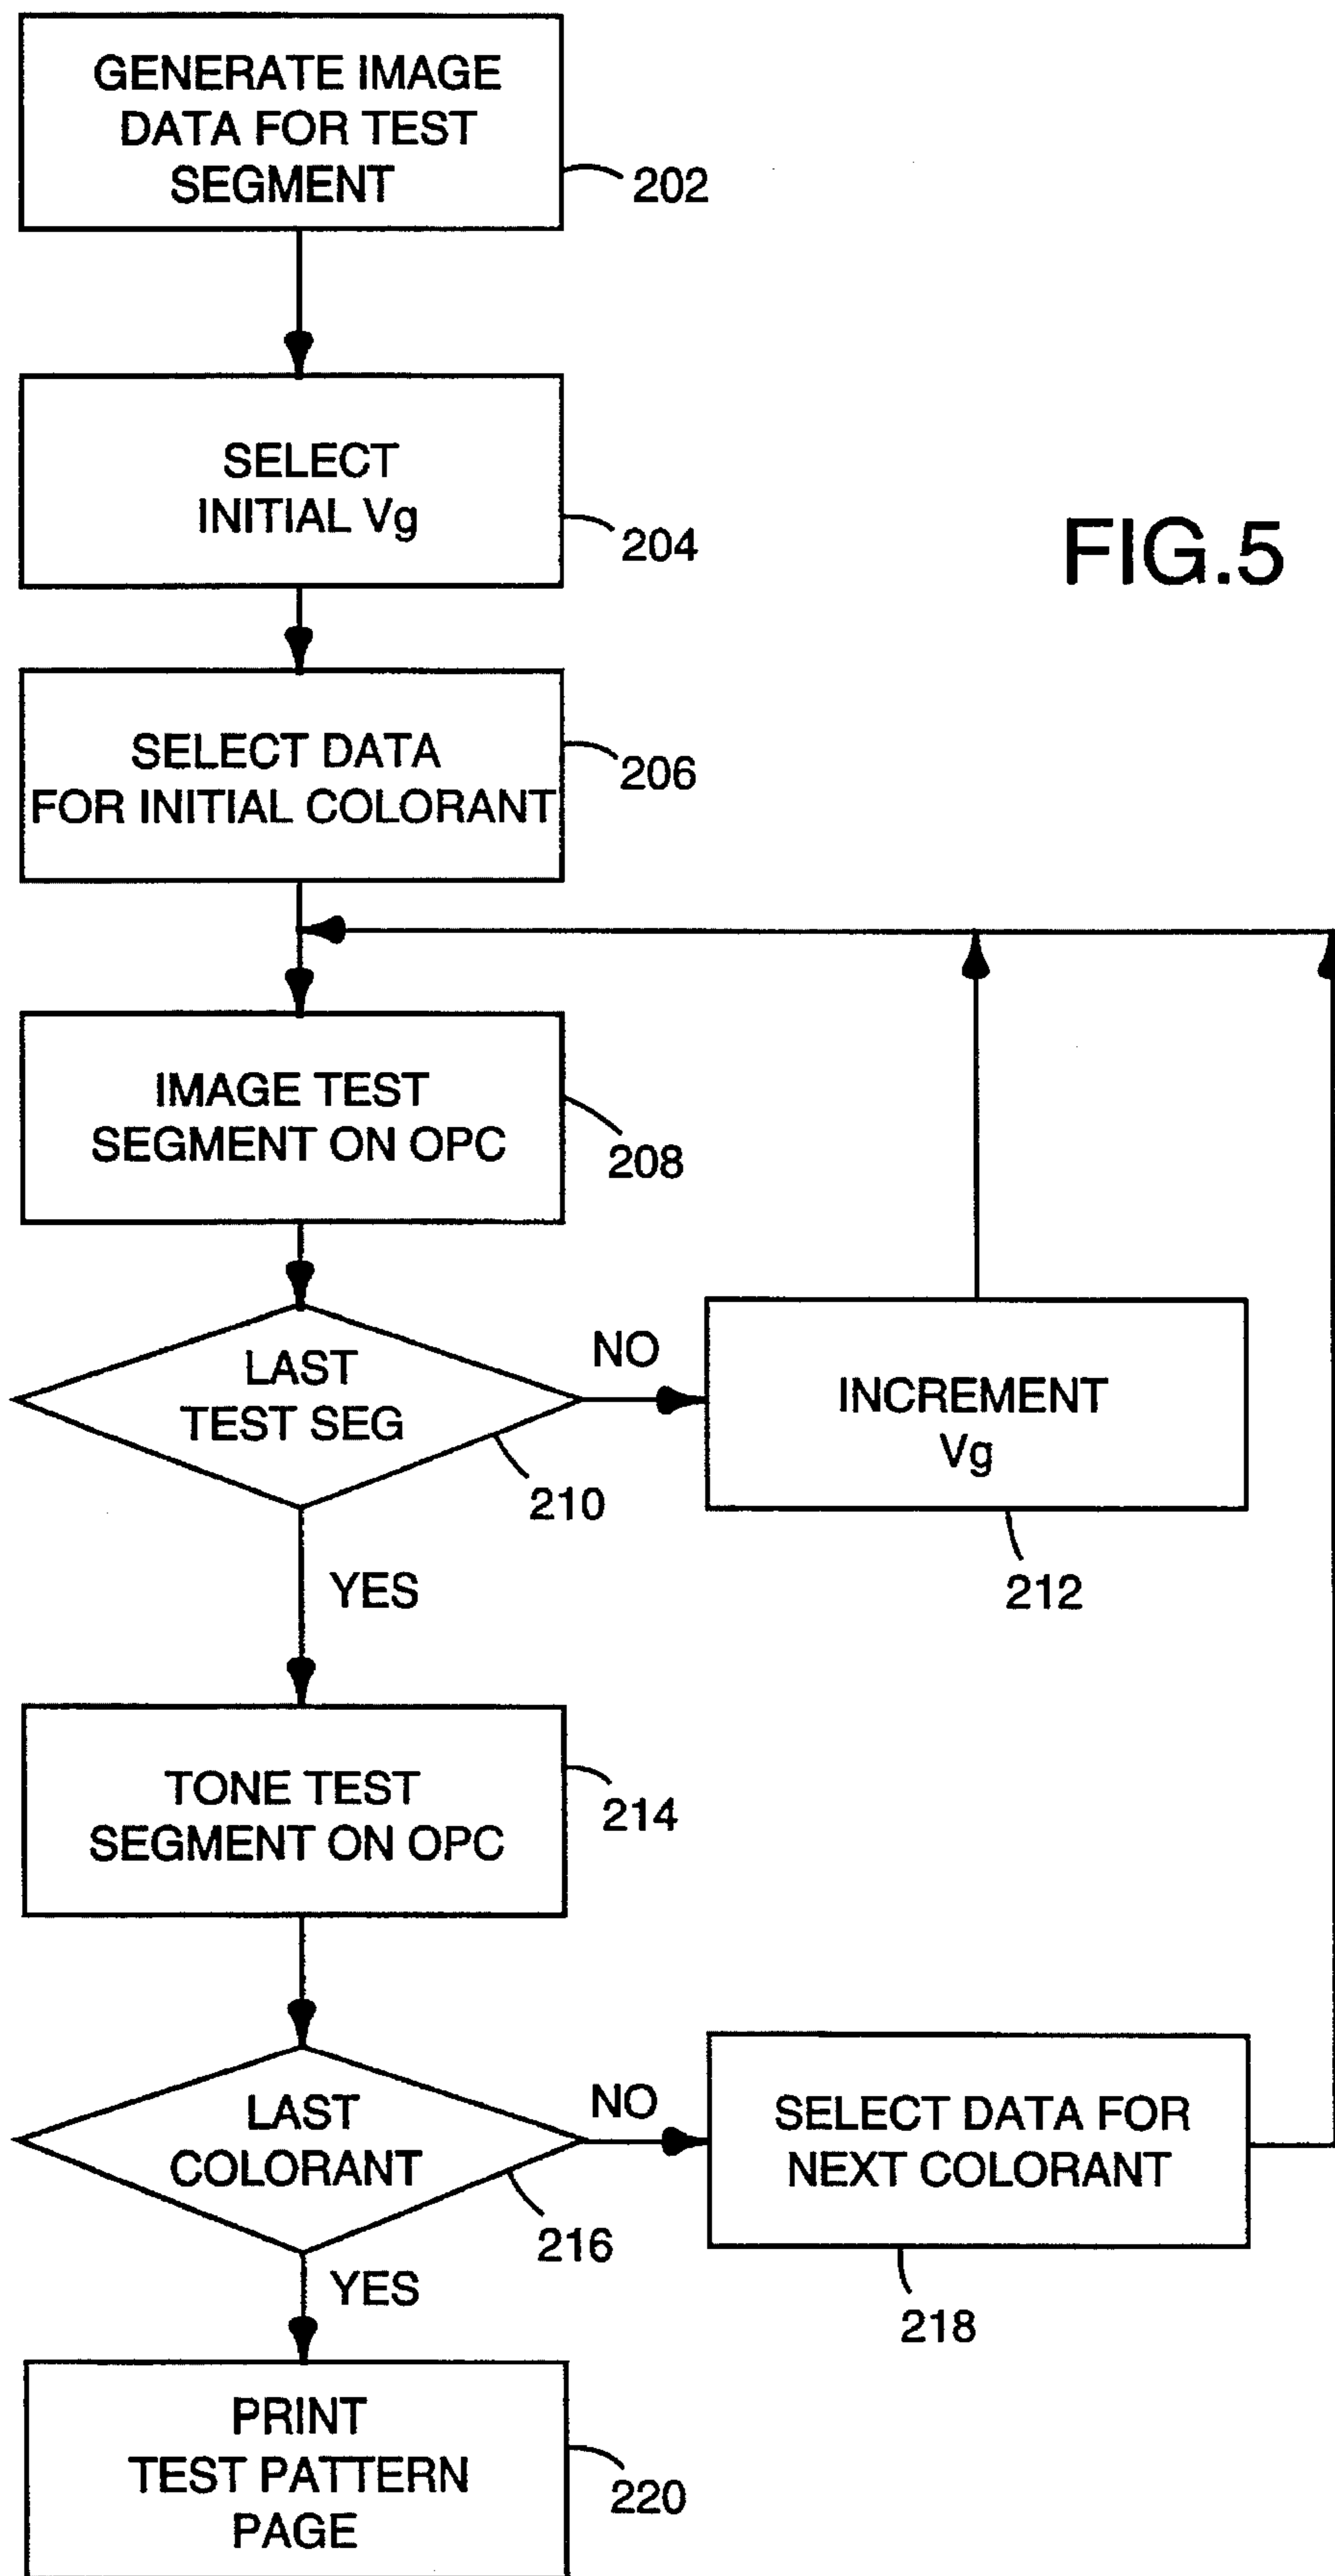 GENERATE IMAGE
DATA FOR TEST
SEGMENT
202
SELECT
INITIAL Vg
204
FIG.5
SELECT DATA
FOR INITIAL COLORANT
206
IMAGE TEST
SEGMENT ON OPC
208
LAST
TEST SEG
210
NO
INCREMENT
Vg
212
YES
TONE TEST
SEGMENT ON OPC
214
LAST
COLORANT
216
NO
SELECT DATA FOR
NEXT COLORANT
218
YES
PRINT
TEST PATTERN
PAGE
220